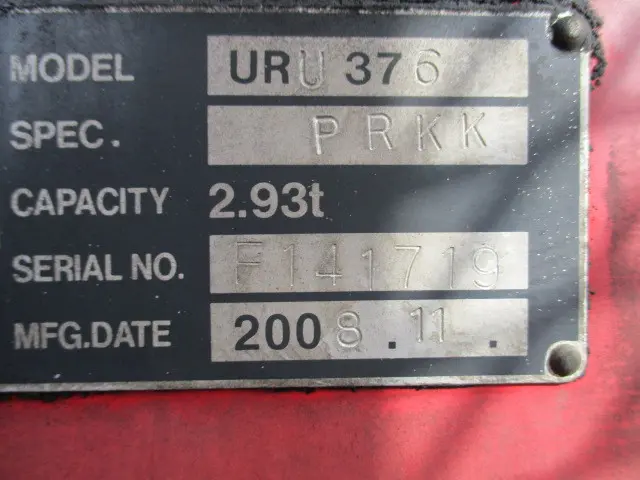 MODEL URU 376
SPEC. PRKK
CAPACITY 2.93t
SERIAL NO. F141719
MFG.DATE 2008.11.